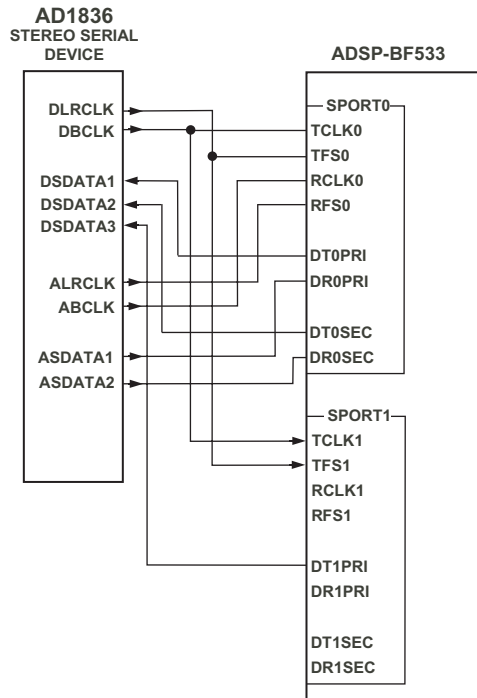 AD1836
STEREO SERIAL
DEVICE
DLRCLK
DBCLK
DSDATA1
DSDATA2
DSDATA3
ALRCLK
ABCLK
ASDATA1
ASDATA2
ADSP-BF533
SPORT0
TCLK0
TFS0
RCLK0
RFS0
DT0PRI
DR0PRI
DT0SEC
DR0SEC
SPORT1
TCLK1
TFS1
RCLK1
RFS1
DT1PRI
DR1PRI
DT1SEC
DR1SEC